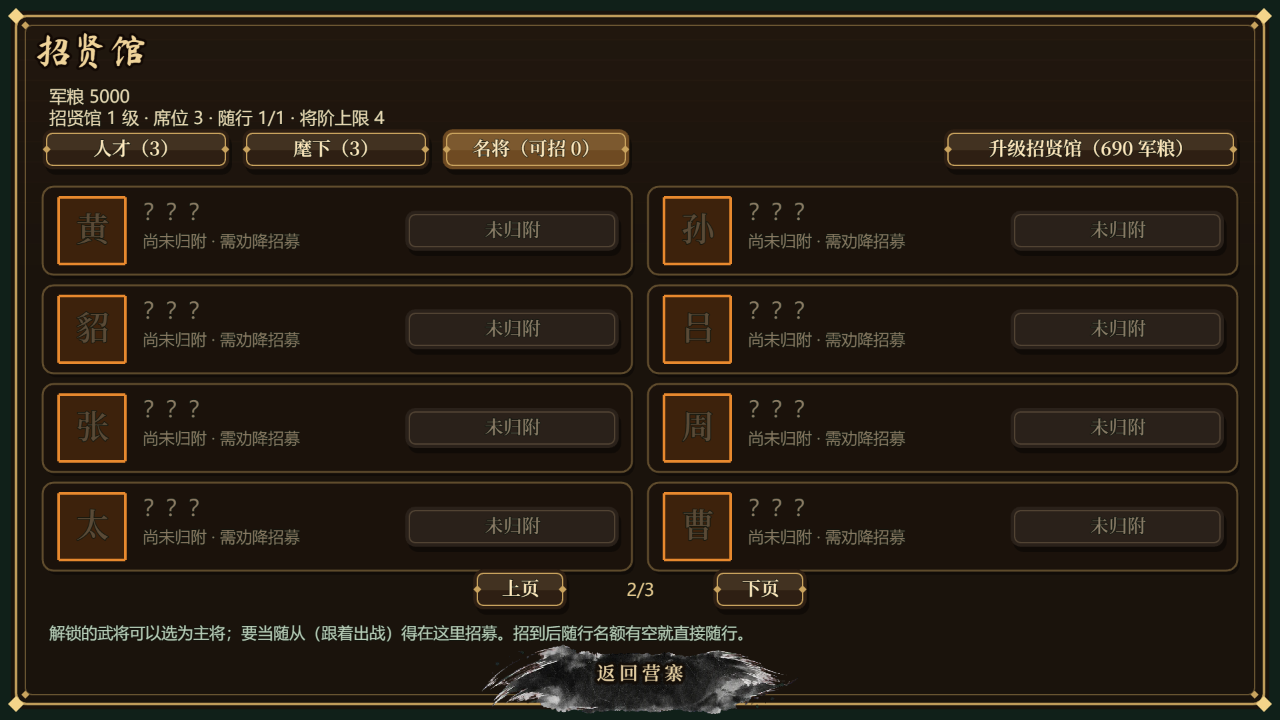 招贤馆
军粮 5000
招贤馆 1 级 · 席位 3 · 随行 1/1 · 将阶上限 4
人才（3） 麾下（3） 名将（可招 0） 升级招贤馆（690 军粮）
黄 ？？？ 尚未归附 · 需劝降招募 未归附
孙 ？？？ 尚未归附 · 需劝降招募 未归附
貂 ？？？ 尚未归附 · 需劝降招募 未归附
吕 ？？？ 尚未归附 · 需劝降招募 未归附
张 ？？？ 尚未归附 · 需劝降招募 未归附
周 ？？？ 尚未归附 · 需劝降招募 未归附
太 ？？？ 尚未归附 · 需劝降招募 未归附
曹 ？？？ 尚未归附 · 需劝降招募 未归附
上页 2/3 下页
解锁的武将可以选为主将；要当随从（跟着出战）得在这里招募。招到后随行名额有空就直接随行。
返回营寨